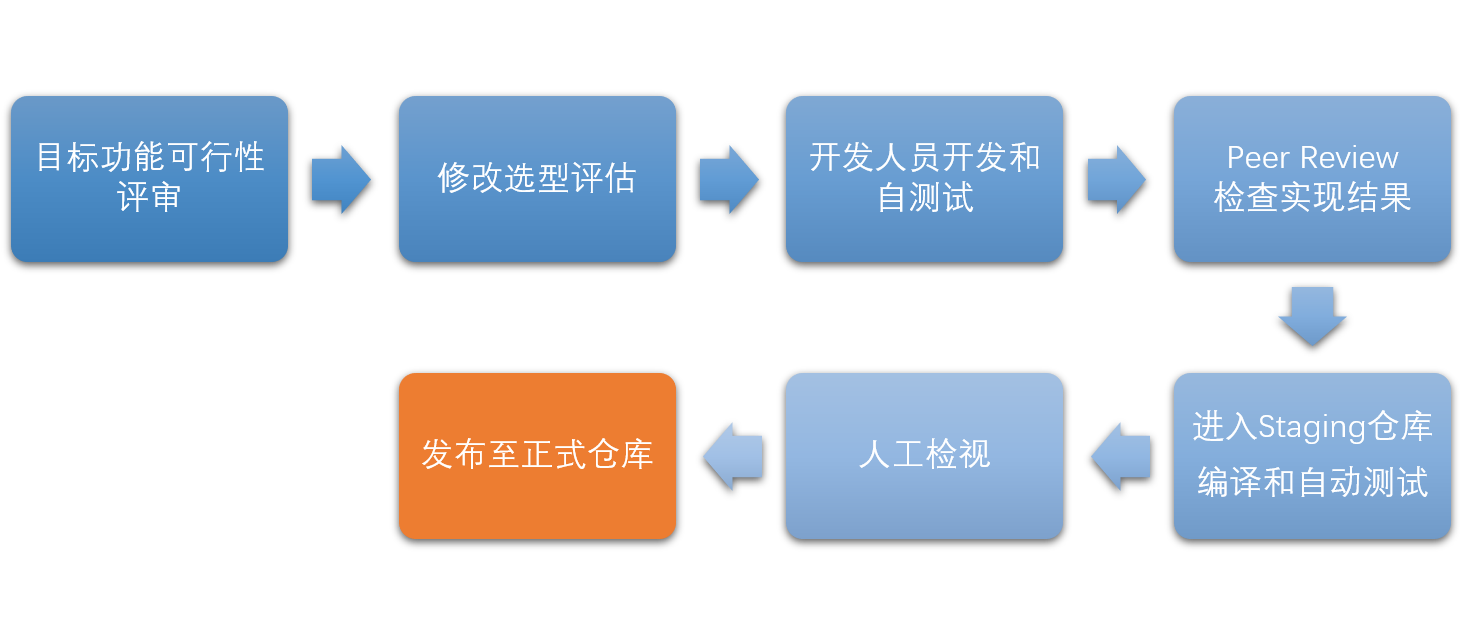 目标功能可行性
评审
修改选型评估
开发人员开发和
自测试
Peer Review
检查实现结果
进入Staging仓库
编译和自动测试
人工检视
发布至正式仓库